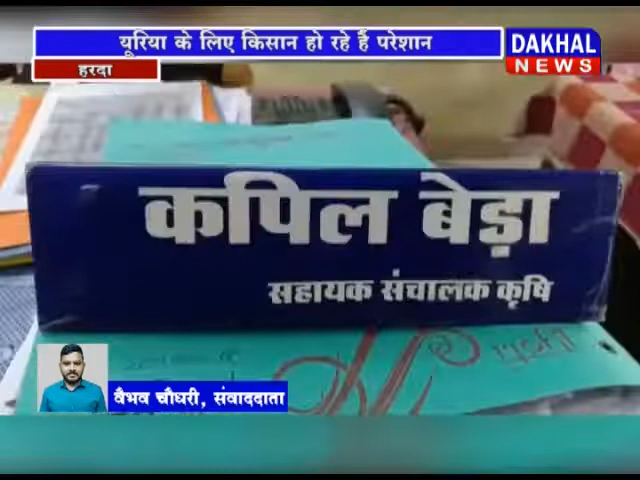 यूरिया के लिए किसान हो रहे हैं परेशान
DAKHAL
NEWS
हरदा
कपिल बेड़ा
सहायक संचालक कृषि
वैभव चौधरी, संवाददाता